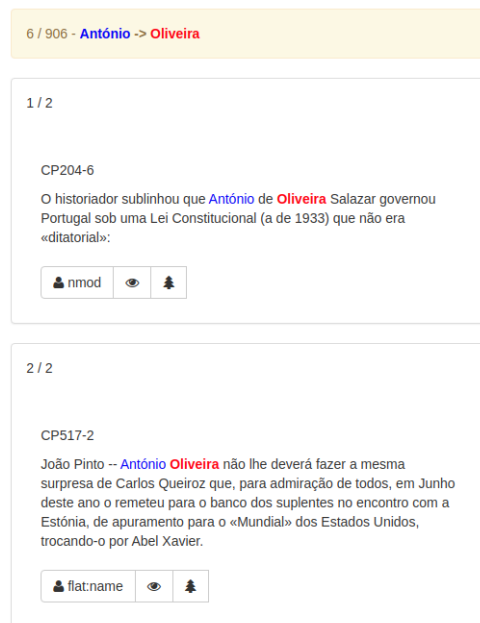 6 / 906 - António -> Oliveira
1 / 2
CP204-6
O historiador sublinhou que António de Oliveira Salazar governou
Portugal sob uma Lei Constitucional (a de 1933) que não era
«ditatorial»:
nmod
2 / 2
CP517-2
João Pinto -- António Oliveira não lhe deverá fazer a mesma
surpresa de Carlos Queiroz que, para admiração de todos, em Junho
deste ano o remeteu para o banco dos suplentes no encontro com a
Estónia, de apuramento para o «Mundial» dos Estados Unidos,
trocando-o por Abel Xavier.
flat:name